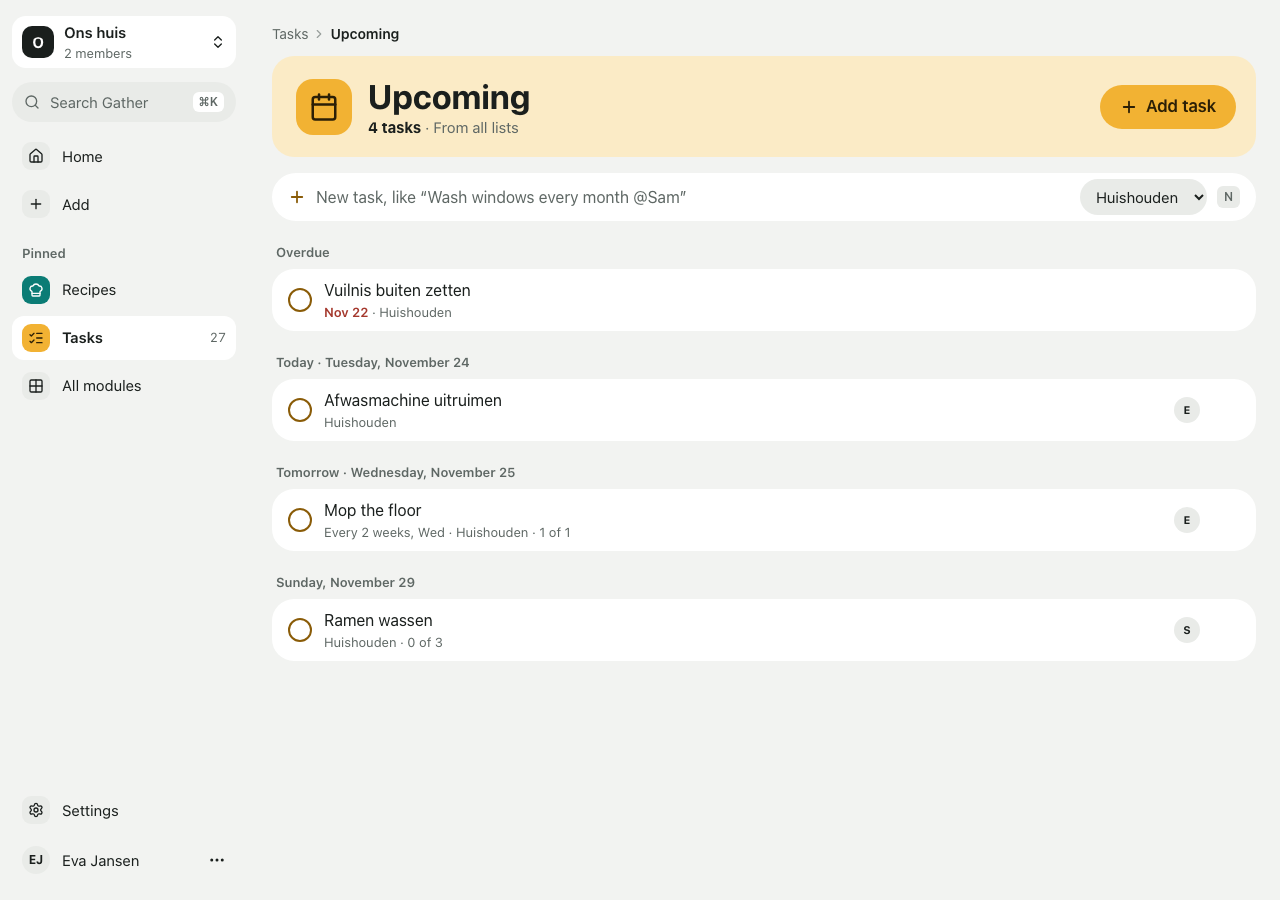 O
Ons huis
2 members
Search Gather ⌘K
Home
Add
Pinned
Recipes
Tasks 27
All modules
Settings
EJ Eva Jansen
Tasks > Upcoming
Upcoming
4 tasks · From all lists
+ Add task
+ New task, like “Wash windows every month @Sam” Huishouden N
Overdue
Vuilnis buiten zetten
Nov 22 · Huishouden
Today · Tuesday, November 24
Afwasmachine uitruimen
Huishouden
E
Tomorrow · Wednesday, November 25
Mop the floor
Every 2 weeks, Wed · Huishouden · 1 of 1
E
Sunday, November 29
Ramen wassen
Huishouden · 0 of 3
S